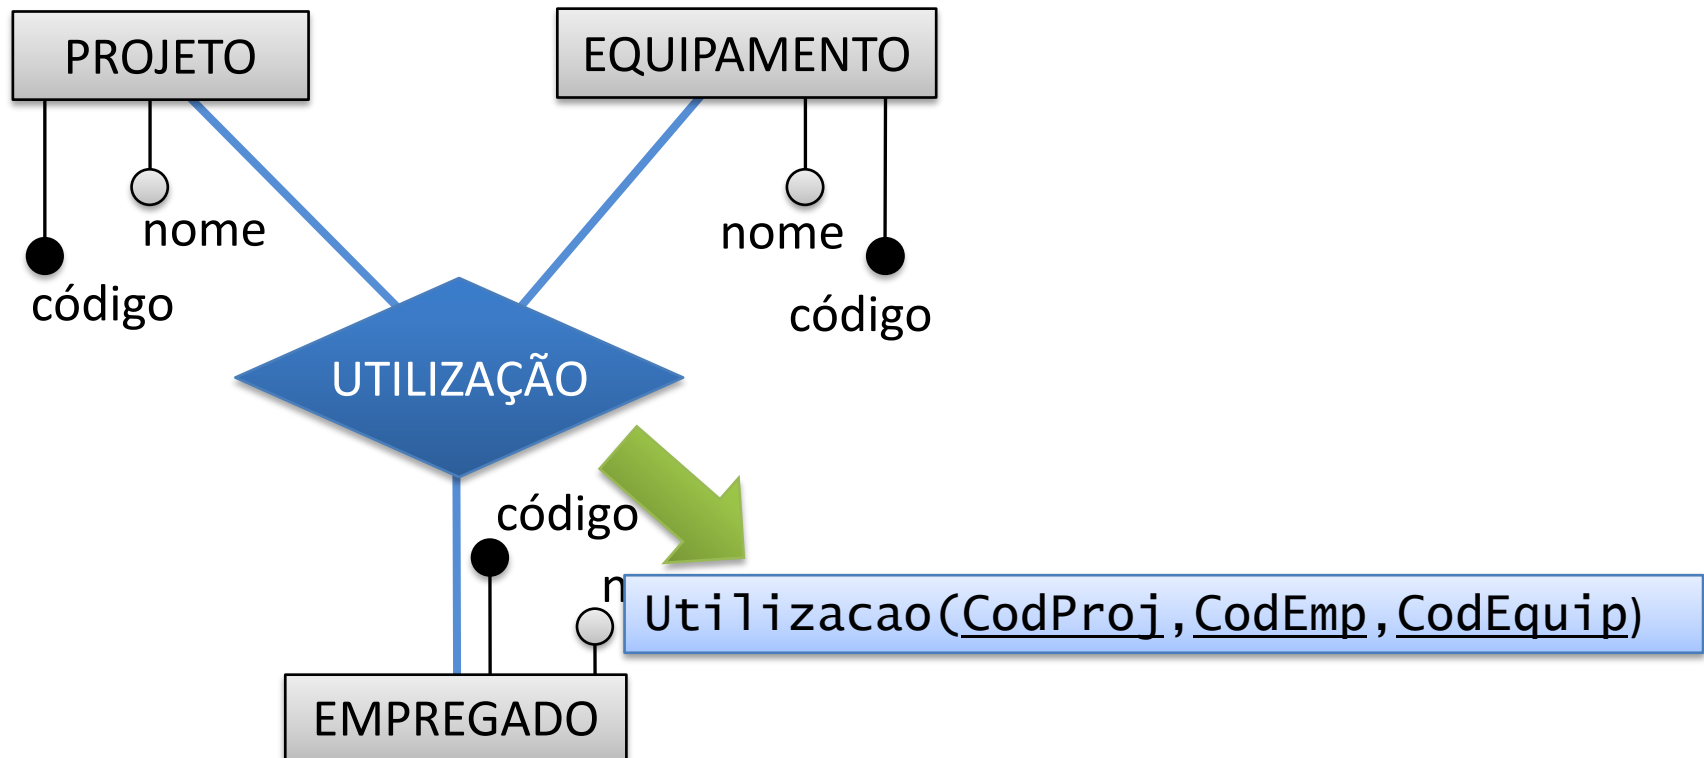 PROJETO
EQUIPAMENTO
nome
nome
código
código
UTILIZAÇÃO
código
Utilizacao(CodProj,CodEmp,CodEquip)
EMPREGADO